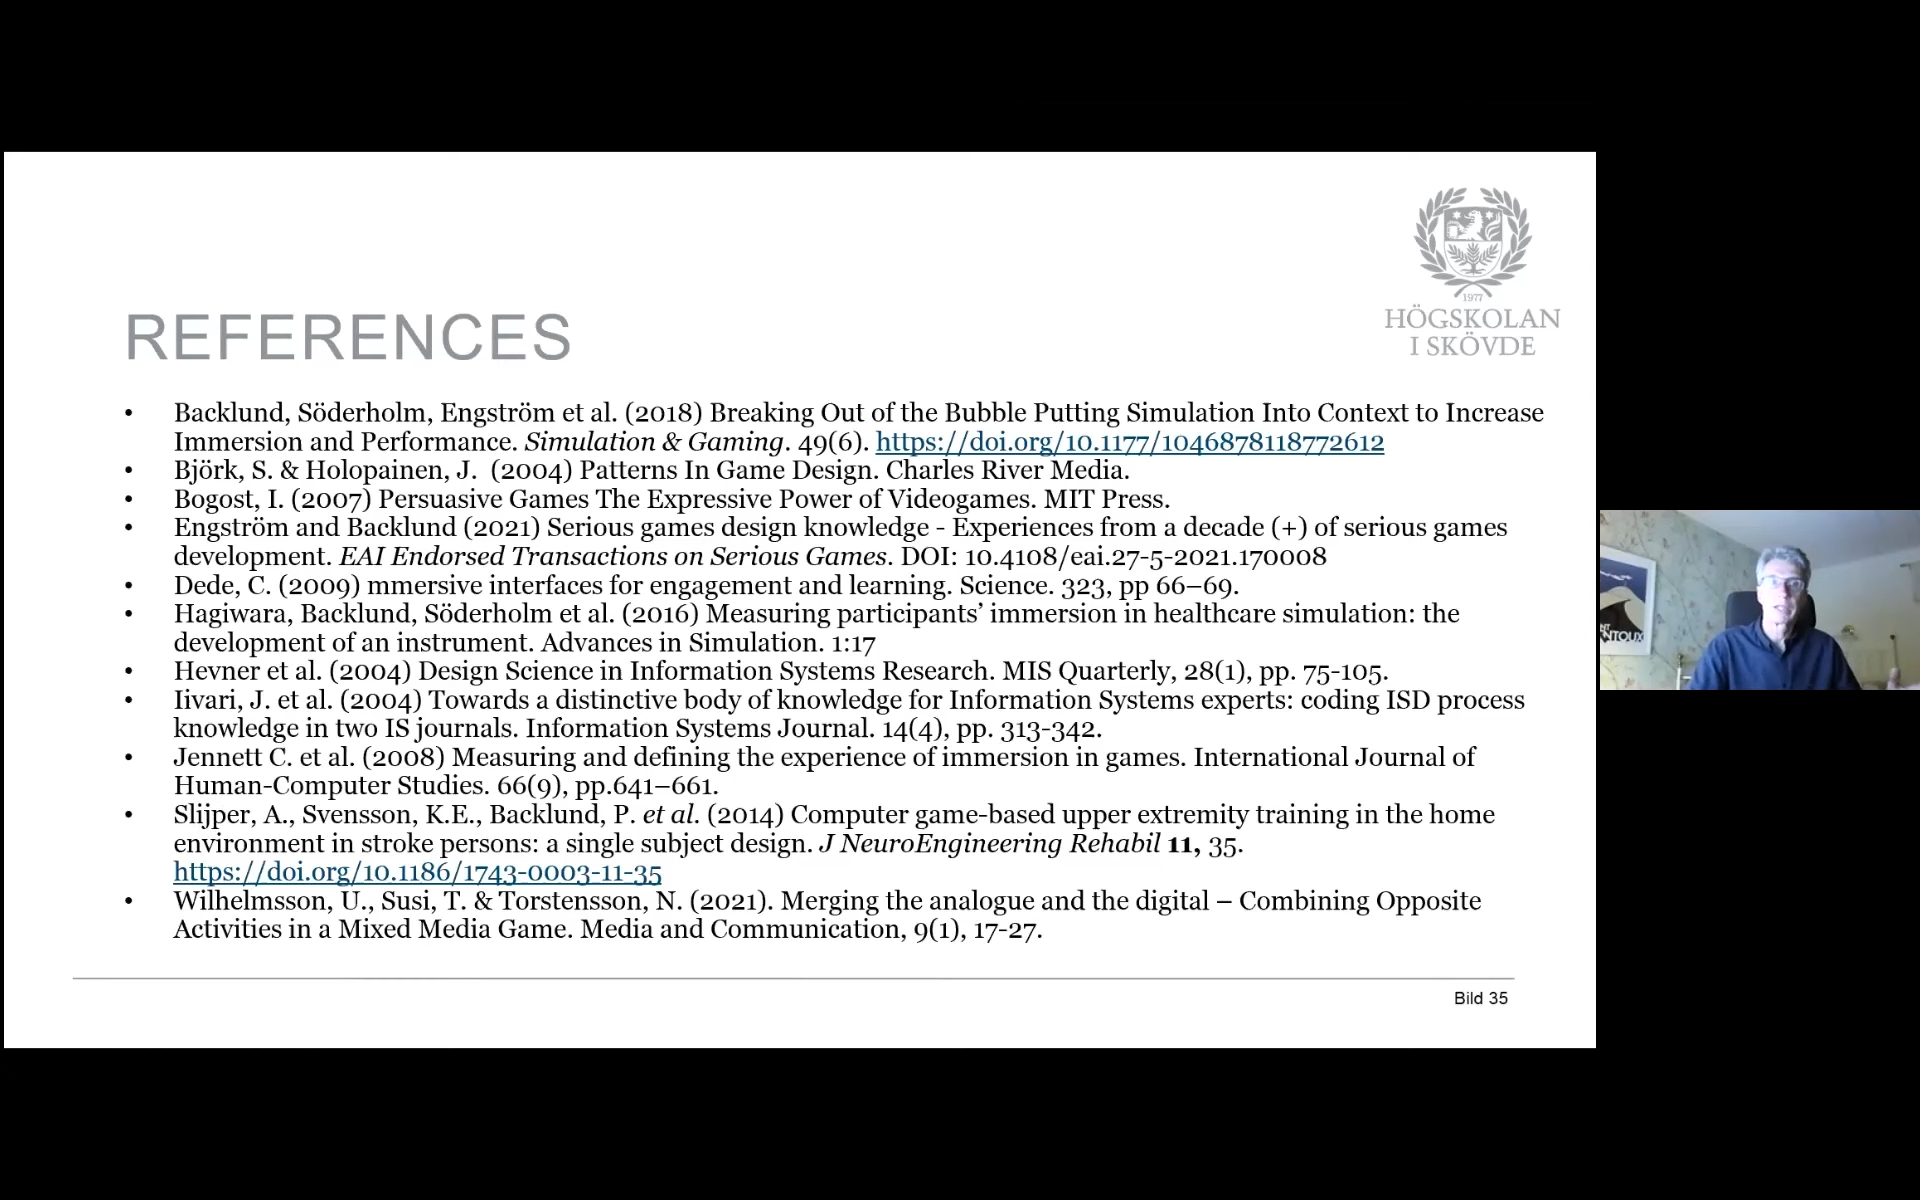 1977
HÖGSKOLAN
I SKÖVDE
REFERENCES
• Backlund, Söderholm, Engström et al. (2018) Breaking Out of the Bubble Putting Simulation Into Context to Increase
Immersion and Performance. Simulation & Gaming. 49(6). https://doi.org/10.1177/1046878118772612
• Björk, S. & Holopainen, J.  (2004) Patterns In Game Design. Charles River Media.
• Bogost, I. (2007) Persuasive Games The Expressive Power of Videogames. MIT Press.
• Engström and Backlund (2021) Serious games design knowledge - Experiences from a decade (+) of serious games
development. EAI Endorsed Transactions on Serious Games. DOI: 10.4108/eai.27-5-2021.170008
• Dede, C. (2009) mmersive interfaces for engagement and learning. Science. 323, pp 66–69.
• Hagiwara, Backlund, Söderholm et al. (2016) Measuring participants’ immersion in healthcare simulation: the
development of an instrument. Advances in Simulation. 1:17
• Hevner et al. (2004) Design Science in Information Systems Research. MIS Quarterly, 28(1), pp. 75-105.
• Iivari, J. et al. (2004) Towards a distinctive body of knowledge for Information Systems experts: coding ISD process
knowledge in two IS journals. Information Systems Journal. 14(4), pp. 313-342.
• Jennett C. et al. (2008) Measuring and defining the experience of immersion in games. International Journal of
Human-Computer Studies. 66(9), pp.641–661.
• Slijper, A., Svensson, K.E., Backlund, P. et al. (2014) Computer game-based upper extremity training in the home
environment in stroke persons: a single subject design. J NeuroEngineering Rehabil 11, 35.
https://doi.org/10.1186/1743-0003-11-35
• Wilhelmsson, U., Susi, T. & Torstensson, N. (2021). Merging the analogue and the digital – Combining Opposite
Activities in a Mixed Media Game. Media and Communication, 9(1), 17-27.
Bild 35